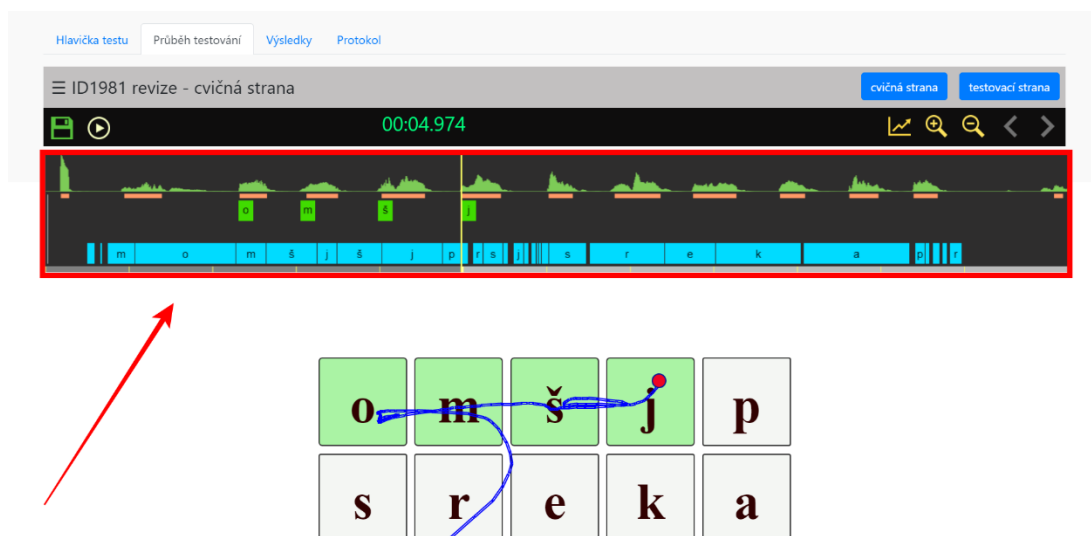 Hlavička testu Průběh testování Výsledky Protokol
☰ ID1981 revize - cvičná strana cvičná strana testovací strana
00:04.974
o m š j
m o m š j š j p r s j s r e k a p r
o m š j p
s r e k a